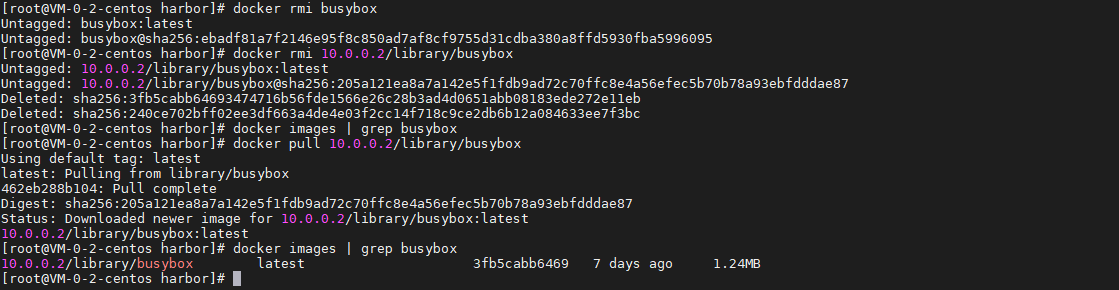 [root@VM-0-2-centos harbor]# docker rmi busybox
Untagged: busybox:latest
Untagged: busybox@sha256:ebadf81a7f2146e95f8c850ad7af8cf9755d31cdba380a8ffd5930fba5996095
[root@VM-0-2-centos harbor]# docker rmi 10.0.0.2/library/busybox
Untagged: 10.0.0.2/library/busybox:latest
Untagged: 10.0.0.2/library/busybox@sha256:205a121ea8a7a142e5f1fdb9ad72c70ffc8e4a56efec5b70b78a93ebfdddae87
Deleted: sha256:3fb5cabb64693474716b56fde1566e26c28b3ad4d0651abb08183ede272e11eb
Deleted: sha256:240ce702bff02ee3df663a4de4e03f2cc14f718c9ce2db6b12a084633ee7f3bc
[root@VM-0-2-centos harbor]# docker images | grep busybox
[root@VM-0-2-centos harbor]# docker pull 10.0.0.2/library/busybox
Using default tag: latest
latest: Pulling from library/busybox
462eb288b104: Pull complete
Digest: sha256:205a121ea8a7a142e5f1fdb9ad72c70ffc8e4a56efec5b70b78a93ebfdddae87
Status: Downloaded newer image for 10.0.0.2/library/busybox:latest
10.0.0.2/library/busybox:latest
[root@VM-0-2-centos harbor]# docker images | grep busybox
10.0.0.2/library/busybox latest 3fb5cabb6469 7 days ago 1.24MB
[root@VM-0-2-centos harbor]#